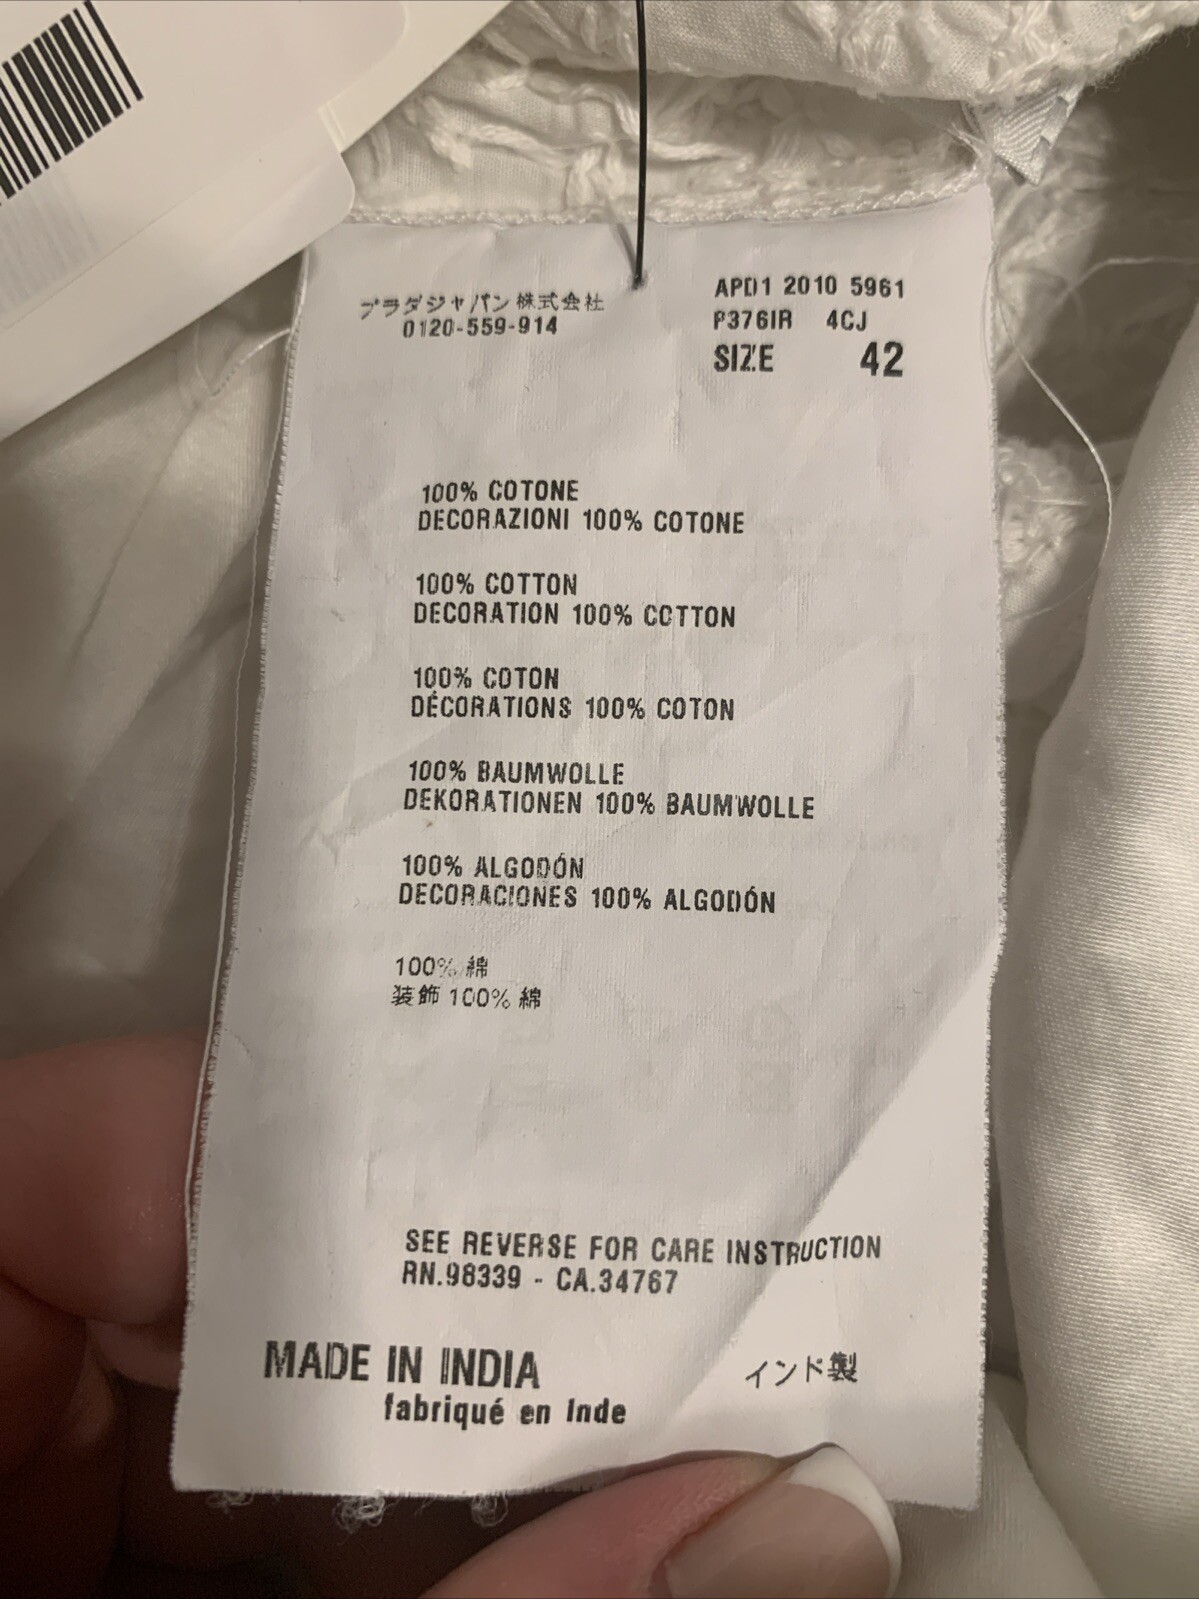 プラダジャパン株式会社
0120-559-914
APD1 2010 5961
P376IR 4CJ
SIZE 42
100% COTONE
DECORAZIONI 100% COTONE
100% COTTON
DECORATION 100% COTTON
100% COTON
DÉCORATIONS 100% COTON
100% BAUMWOLLE
DEKORATIONEN 100% BAUMWOLLE
100% ALGODÓN
DECORACIONES 100% ALGODÓN
100% 綿
装飾 100% 綿
SEE REVERSE FOR CARE INSTRUCTION
RN.98339 - CA.34767
MADE IN INDIA
fabriqué en Inde
インド製